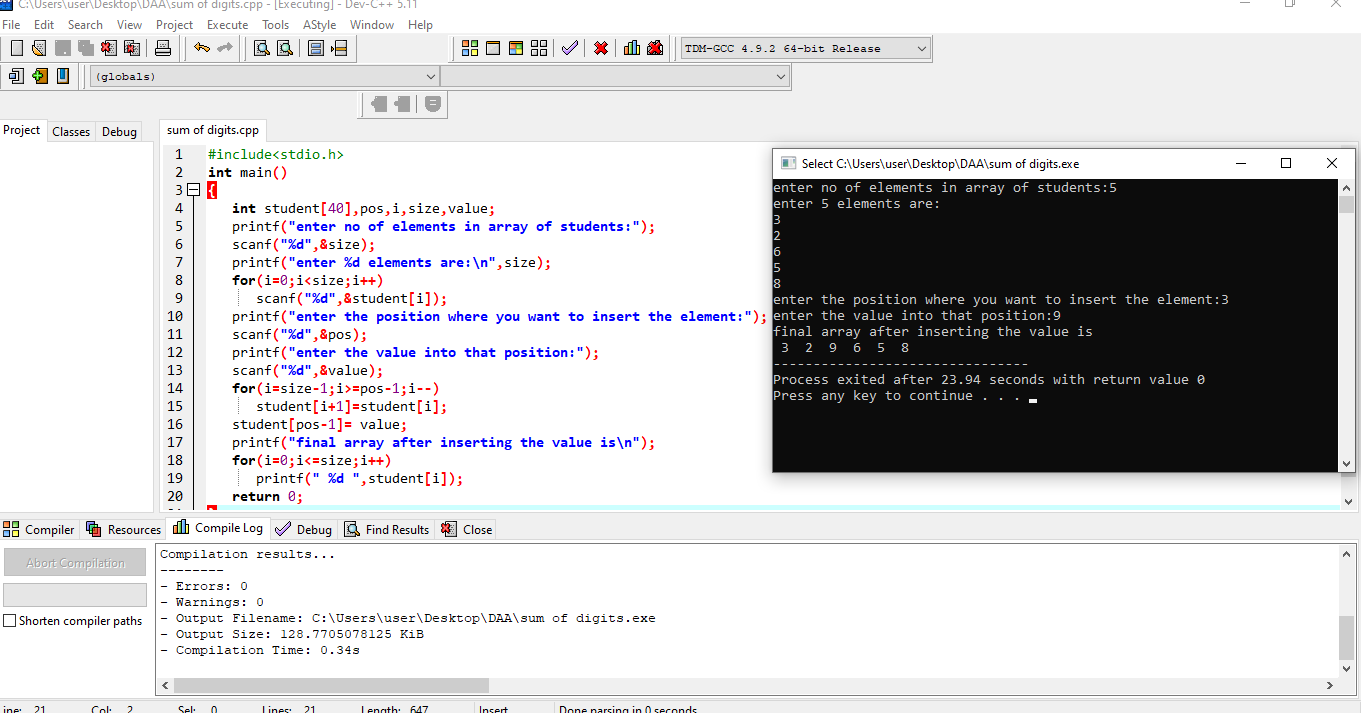 C:\Users\user\Desktop\DAA\sum of digits.cpp - [Executing] - Dev-C++ 5.11
File Edit Search View Project Execute Tools AStyle Window Help
TDM-GCC 4.9.2 64-bit Release
(globals)
Project Classes Debug
sum of digits.cpp
1 #include<stdio.h>
2 int main()
3 {
4 int student[40],pos,i,size,value;
5 printf("enter no of elements in array of students:");
6 scanf("%d",&size);
7 printf("enter %d elements are:\n",size);
8 for(i=0;i<size;i++)
9 scanf("%d",&student[i]);
10 printf("enter the position where you want to insert the element:");
11 scanf("%d",&pos);
12 printf("enter the value into that position:");
13 scanf("%d",&value);
14 for(i=size-1;i>=pos-1;i--)
15 student[i+1]=student[i];
16 student[pos-1]= value;
17 printf("final array after inserting the value is\n");
18 for(i=0;i<=size;i++)
19 printf(" %d ",student[i]);
20 return 0;
Select C:\Users\user\Desktop\DAA\sum of digits.exe
enter no of elements in array of students:5
enter 5 elements are:
3
2
6
5
8
enter the position where you want to insert the element:3
enter the value into that position:9
final array after inserting the value is
3 2 9 6 5 8
--------------------------------
Process exited after 23.94 seconds with return value 0
Press any key to continue . . .
Compiler Resources Compile Log Debug Find Results Close
Abort Compilation
Shorten compiler paths
Compilation results...
--------
- Errors: 0
- Warnings: 0
- Output Filename: C:\Users\user\Desktop\DAA\sum of digits.exe
- Output Size: 128.7705078125 KiB
- Compilation Time: 0.34s
21 Col: 2 Sel: 0 Lines: 21 Length: 647 Insert Done parsing in 0 seconds